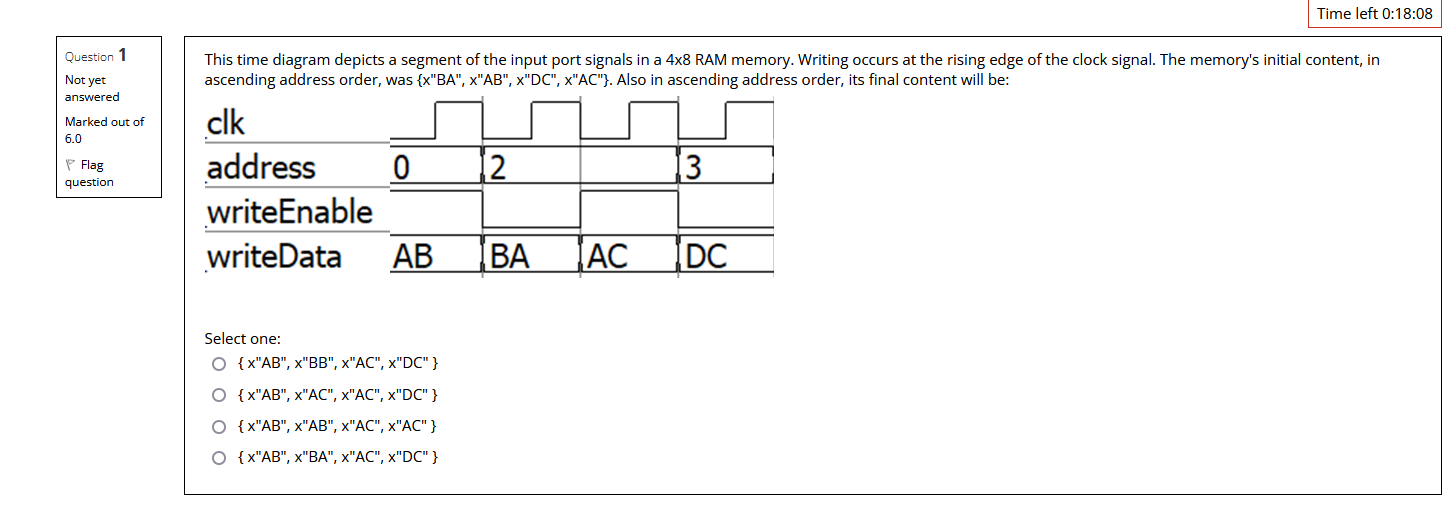 Time left 0:18:08
Question 1
Not yet
answered
Marked out of
6.0
Flag
question
This time diagram depicts a segment of the input port signals in a 4x8 RAM memory. Writing occurs at the rising edge of the clock signal. The memory's initial content, in
ascending address order, was {x"BA", x"AB", x"DC", x"AC"}. Also in ascending address order, its final content will be:
clk
address 0 2 3
writeEnable
writeData AB BA AC DC
Select one:
{ x"AB", x"BB", x"AC", x"DC" }
{ x"AB", x"AC", x"AC", x"DC" }
{ x"AB", x"AB", x"AC", x"AC" }
{ x"AB", x"BA", x"AC", x"DC" }